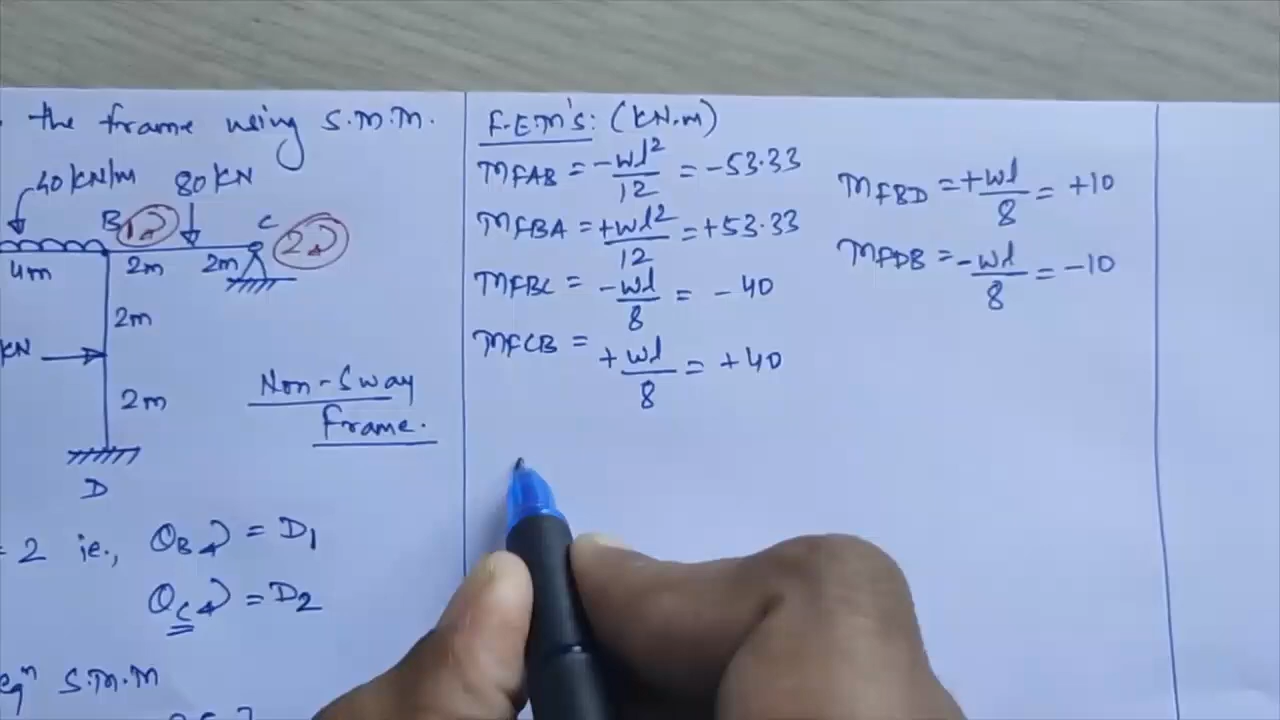 the frame using S.M.M.
40 KN/m 80 KN
B 1 C 2
4m 2m 2m
2m
KN
2m
Non-Sway
Frame.
D
= 2 ie., θB = D1
θC = D2
eqn S.M.M
F.E.M's: (KN.m)
MFAB = -wl²/12 = -53.33
MFBA = +wl²/12 = +53.33
MFBC = -wl/8 = -40
MFCB = +wl/8 = +40
MFBD = +wl/8 = +10
MFDB = -wl/8 = -10